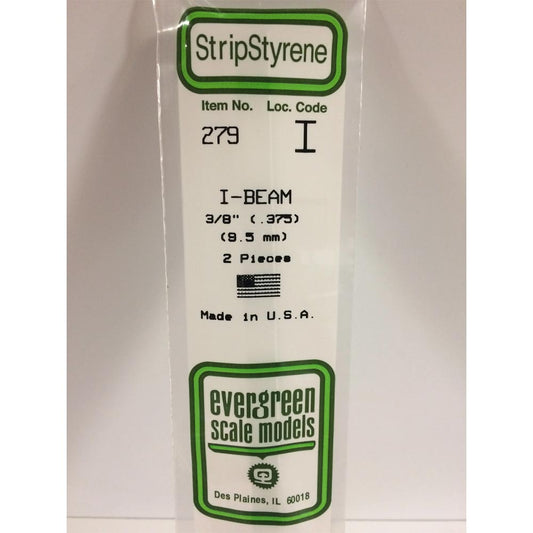 StripStyrene
Item No. Loc. Code
279 I
I-BEAM
3/8" (.375)
(9.5 mm)
2 Pieces
Made in U.S.A.
evergreen
scale models
Des Plaines, IL 60018